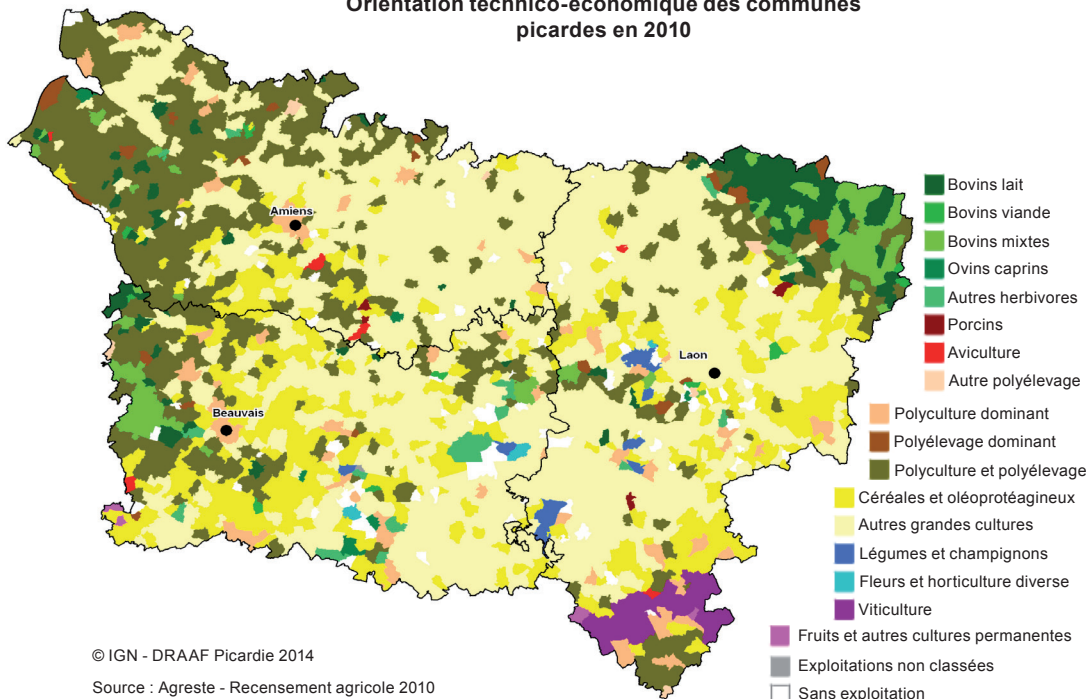 Orientation technico-économique des communes
picardes en 2010
Amiens
Laon
Beauvais
Bovins lait
Bovins viande
Bovins mixtes
Ovins caprins
Autres herbivores
Porcins
Aviculture
Autre polyélevage
Polyculture dominant
Polyélevage dominant
Polyculture et polyélevage
Céréales et oléoprotéagineux
Autres grandes cultures
Légumes et champignons
Fleurs et horticulture diverse
Viticulture
Fruits et autres cultures permanentes
Exploitations non classées
Sans exploitation
© IGN - DRAAF Picardie 2014
Source : Agreste - Recensement agricole 2010